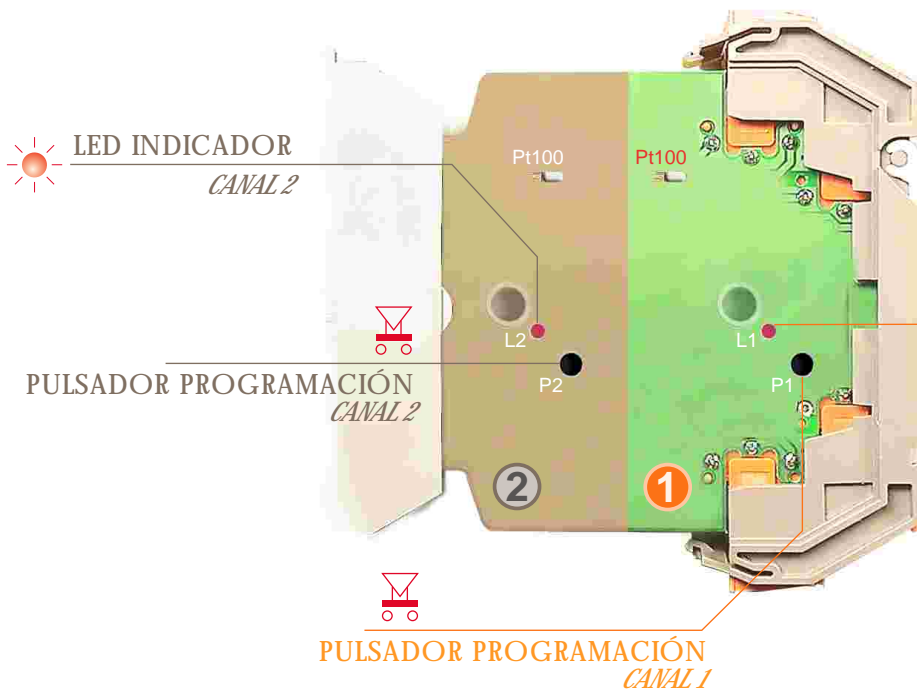 LED INDICADOR
CANAL 2
Pt100
Pt100
L2
L1
P2
P1
PULSADOR PROGRAMACIÓN
CANAL 2
2
1
PULSADOR PROGRAMACIÓN
CANAL 1